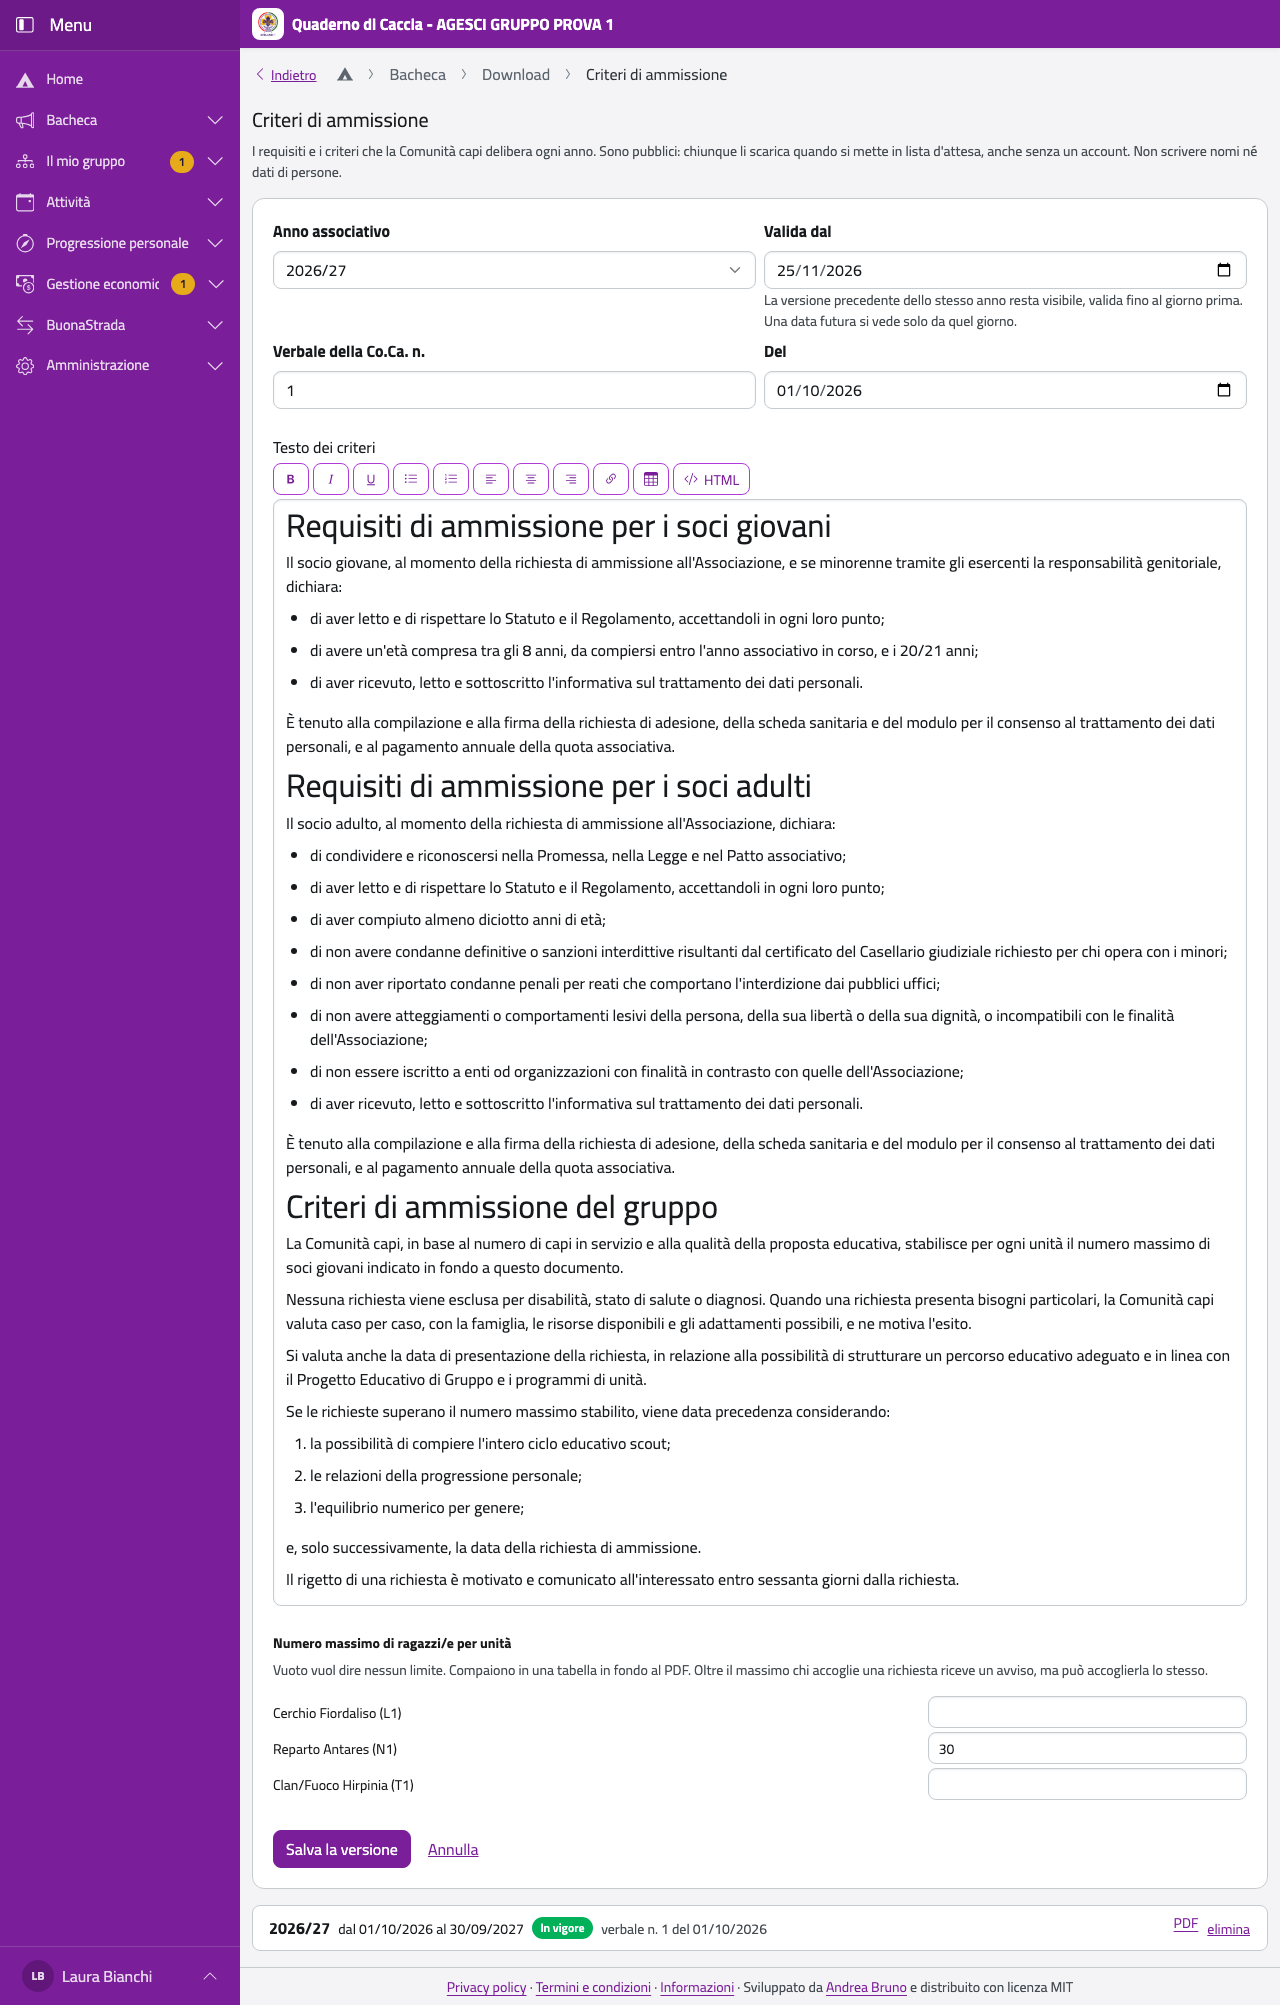 Menu
Quaderno di Caccia - AGESCI GRUPPO PROVA 1
Home
Bacheca
Il mio gruppo 1
Attività
Progressione personale
Gestione economic 1
BuonaStrada
Amministrazione
Indietro
Bacheca
Download
Criteri di ammissione
Criteri di ammissione
I requisiti e i criteri che la Comunità capi delibera ogni anno. Sono pubblici: chiunque li scarica quando si mette in lista d'attesa, anche senza un account. Non scrivere nomi né
dati di persone.
Anno associativo
Valida dal
2026/27
25/11/2026
La versione precedente dello stesso anno resta visibile, valida fino al giorno prima.
Una data futura si vede solo da quel giorno.
Verbale della Co.Ca. n.
Del
1
01/10/2026
Testo dei criteri
B I U HTML
Requisiti di ammissione per i soci giovani
Il socio giovane, al momento della richiesta di ammissione all'Associazione, e se minorenne tramite gli esercenti la responsabilità genitoriale,
dichiara:
• di aver letto e di rispettare lo Statuto e il Regolamento, accettandoli in ogni loro punto;
• di avere un'età compresa tra gli 8 anni, da compiersi entro l'anno associativo in corso, e i 20/21 anni;
• di aver ricevuto, letto e sottoscritto l'informativa sul trattamento dei dati personali.
È tenuto alla compilazione e alla firma della richiesta di adesione, della scheda sanitaria e del modulo per il consenso al trattamento dei dati
personali, e al pagamento annuale della quota associativa.
Requisiti di ammissione per i soci adulti
Il socio adulto, al momento della richiesta di ammissione all'Associazione, dichiara:
• di condividere e riconoscersi nella Promessa, nella Legge e nel Patto associativo;
• di aver letto e di rispettare lo Statuto e il Regolamento, accettandoli in ogni loro punto;
• di aver compiuto almeno diciotto anni di età;
• di non avere condanne definitive o sanzioni interdittive risultanti dal certificato del Casellario giudiziale richiesto per chi opera con i minori;
• di non aver riportato condanne penali per reati che comportano l'interdizione dai pubblici uffici;
• di non avere atteggiamenti o comportamenti lesivi della persona, della sua libertà o della sua dignità, o incompatibili con le finalità
dell'Associazione;
• di non essere iscritto a enti od organizzazioni con finalità in contrasto con quelle dell'Associazione;
• di aver ricevuto, letto e sottoscritto l'informativa sul trattamento dei dati personali.
È tenuto alla compilazione e alla firma della richiesta di adesione, della scheda sanitaria e del modulo per il consenso al trattamento dei dati
personali, e al pagamento annuale della quota associativa.
Criteri di ammissione del gruppo
La Comunità capi, in base al numero di capi in servizio e alla qualità della proposta educativa, stabilisce per ogni unità il numero massimo di
soci giovani indicato in fondo a questo documento.
Nessuna richiesta viene esclusa per disabilità, stato di salute o diagnosi. Quando una richiesta presenta bisogni particolari, la Comunità capi
valuta caso per caso, con la famiglia, le risorse disponibili e gli adattamenti possibili, e ne motiva l'esito.
Si valuta anche la data di presentazione della richiesta, in relazione alla possibilità di strutturare un percorso educativo adeguato e in linea con
il Progetto Educativo di Gruppo e i programmi di unità.
Se le richieste superano il numero massimo stabilito, viene data precedenza considerando:
1. la possibilità di compiere l'intero ciclo educativo scout;
2. le relazioni della progressione personale;
3. l'equilibrio numerico per genere;
e, solo successivamente, la data della richiesta di ammissione.
Il rigetto di una richiesta è motivato e comunicato all'interessato entro sessanta giorni dalla richiesta.
Numero massimo di ragazzi/e per unità
Vuoto vuol dire nessun limite. Compaiono in una tabella in fondo al PDF. Oltre il massimo chi accoglie una richiesta riceve un avviso, ma può accoglierla lo stesso.
Cerchio Fiordaliso (L1)
Reparto Antares (N1) 30
Clan/Fuoco Hirpinia (T1)
Salva la versione Annulla
2026/27 dal 01/10/2026 al 30/09/2027 In vigore verbale n. 1 del 01/10/2026 PDF elimina
LB Laura Bianchi
Privacy policy · Termini e condizioni · Informazioni · Sviluppato da Andrea Bruno e distribuito con licenza MIT